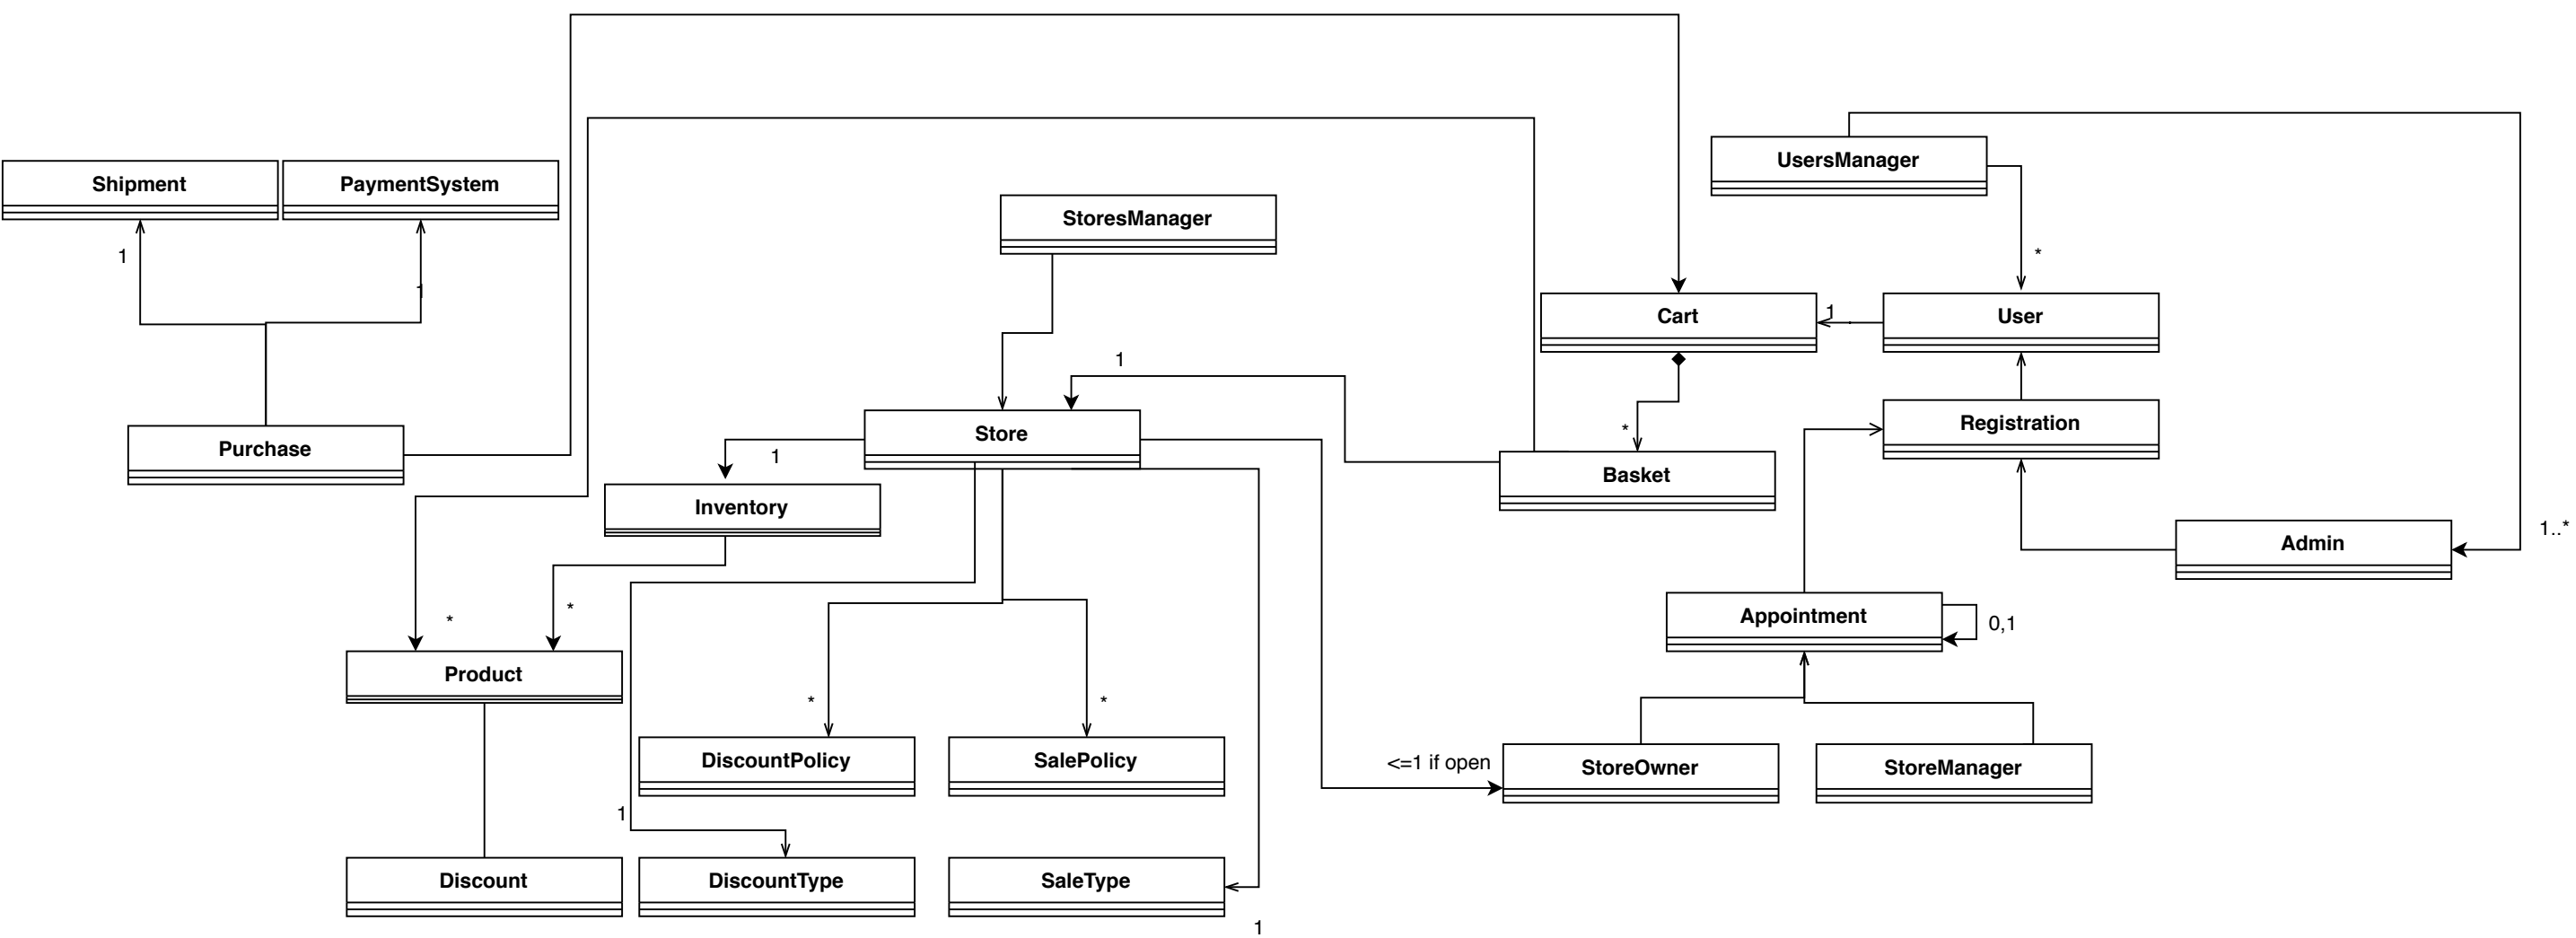 UsersManager
Shipment
PaymentSystem
StoresManager
1
*
1
Cart
1
User
1
Store
Registration
*
Purchase
1
Basket
Inventory
1..*
Admin
*
*
Appointment
0,1
Product
*
*
DiscountPolicy
SalePolicy
<=1 if open
StoreOwner
StoreManager
1
Discount
DiscountType
SaleType
1